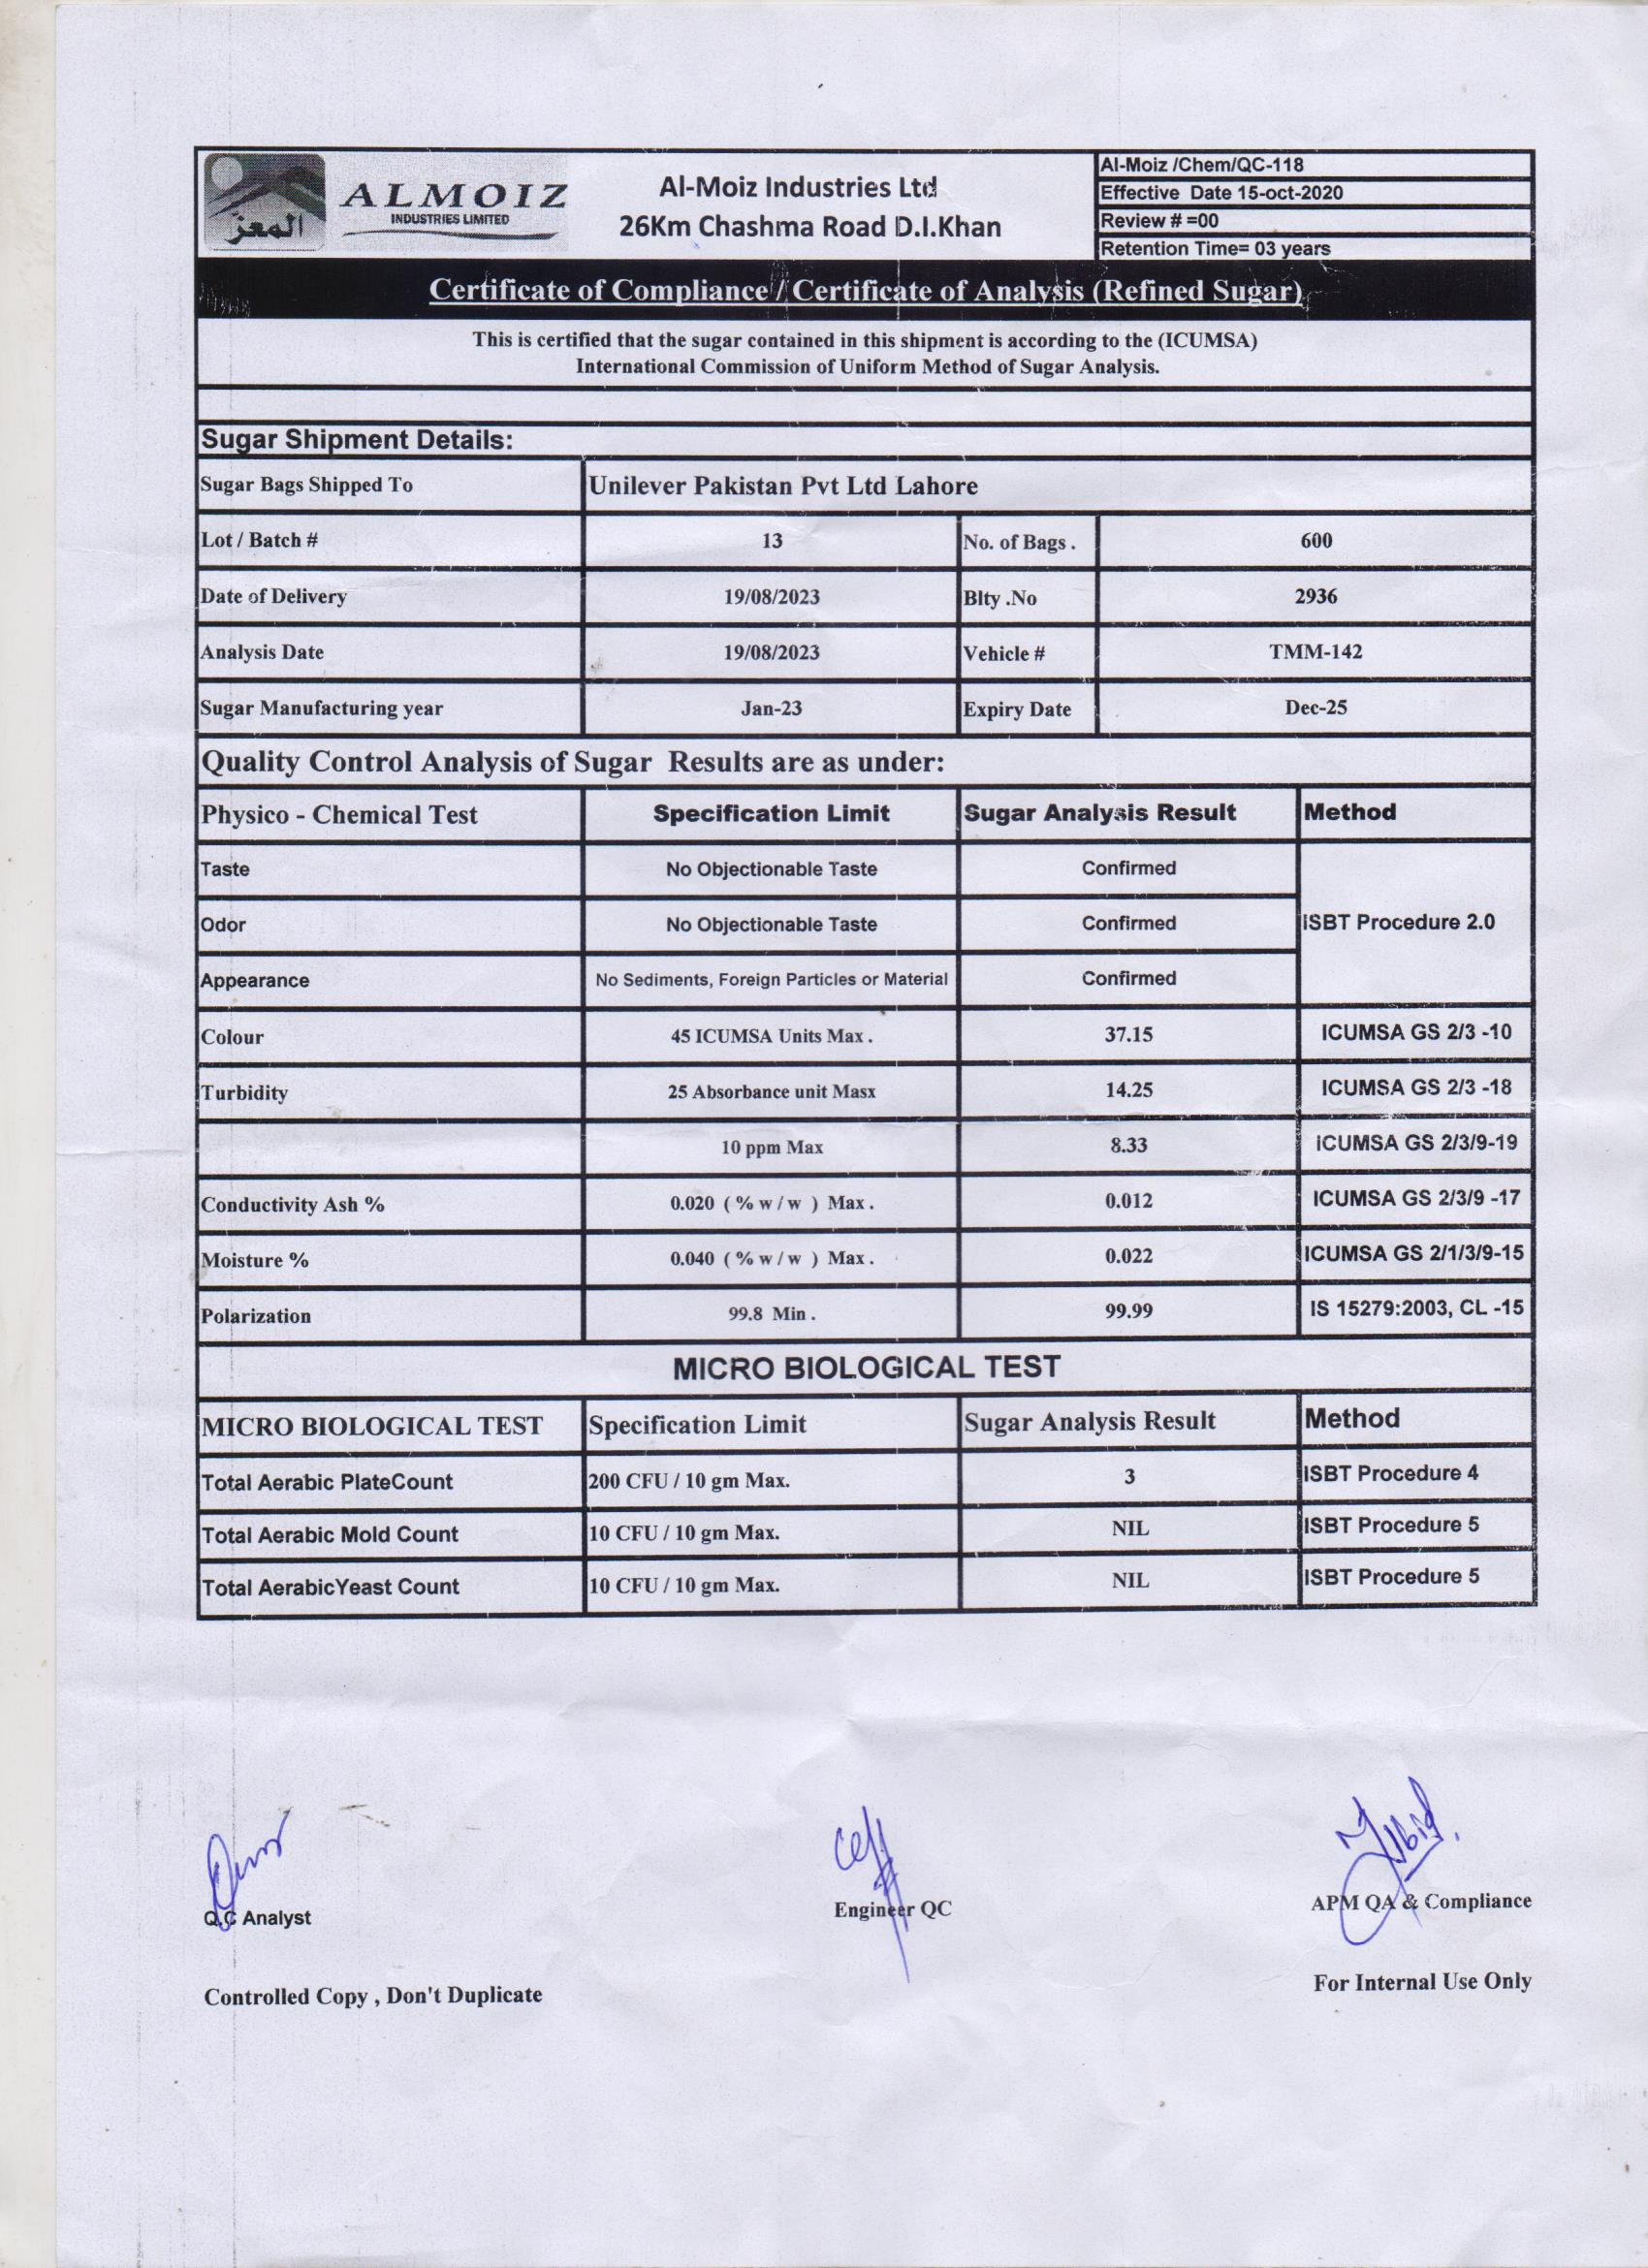 المعز
ALMOIZ
INDUSTRIES LIMITED
Al-Moiz Industries Ltd
26Km Chashma Road D.I.Khan
Al-Moiz /Chem/QC-118
Effective Date 15-oct-2020
Review # =00
Retention Time= 03 years
Certificate of Compliance / Certificate of Analysis (Refined Sugar)
This is certified that the sugar contained in this shipment is according to the (ICUMSA)
International Commission of Uniform Method of Sugar Analysis.
Sugar Shipment Details:
Sugar Bags Shipped To Unilever Pakistan Pvt Ltd Lahore
Lot / Batch # 13 No. of Bags . 600
Date of Delivery 19/08/2023 Blty .No 2936
Analysis Date 19/08/2023 Vehicle # TMM-142
Sugar Manufacturing year Jan-23 Expiry Date Dec-25
Quality Control Analysis of Sugar Results are as under:
Physico - Chemical Test Specification Limit Sugar Analysis Result Method
Taste No Objectionable Taste Confirmed
Odor No Objectionable Taste Confirmed ISBT Procedure 2.0
Appearance No Sediments, Foreign Particles or Material Confirmed
Colour 45 ICUMSA Units Max . 37.15 ICUMSA GS 2/3 -10
Turbidity 25 Absorbance unit Masx 14.25 ICUMSA GS 2/3 -18
10 ppm Max 8.33 ICUMSA GS 2/3/9-19
Conductivity Ash % 0.020 ( % w / w ) Max . 0.012 ICUMSA GS 2/3/9 -17
Moisture % 0.040 ( % w / w ) Max . 0.022 ICUMSA GS 2/1/3/9-15
Polarization 99.8 Min . 99.99 IS 15279:2003, CL -15
MICRO BIOLOGICAL TEST
MICRO BIOLOGICAL TEST Specification Limit Sugar Analysis Result Method
Total Aerabic PlateCount 200 CFU / 10 gm Max. 3 ISBT Procedure 4
Total Aerabic Mold Count 10 CFU / 10 gm Max. NIL ISBT Procedure 5
Total AerabicYeast Count 10 CFU / 10 gm Max. NIL ISBT Procedure 5
Q.C Analyst
Engineer QC
APM QA & Compliance
Controlled Copy , Don't Duplicate
For Internal Use Only